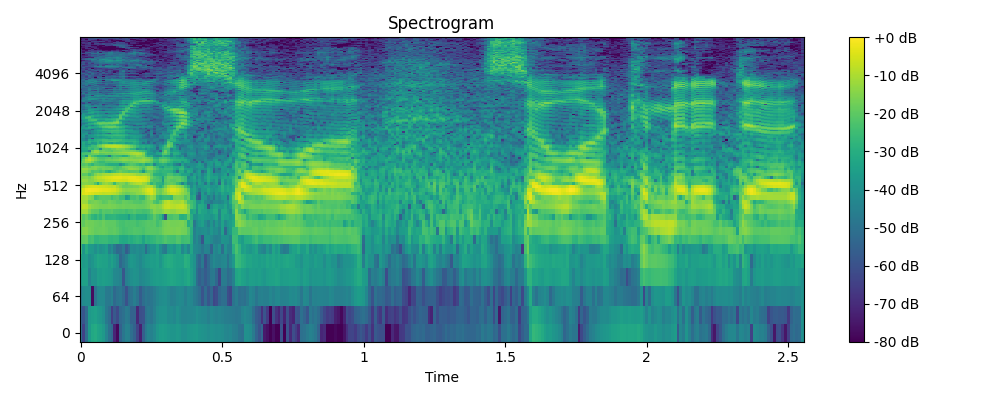 Spectrogram
4096
2048
1024
512
256
128
64
0
Hz
0 0.5 1 1.5 2 2.5
Time
+0 dB
-10 dB
-20 dB
-30 dB
-40 dB
-50 dB
-60 dB
-70 dB
-80 dB